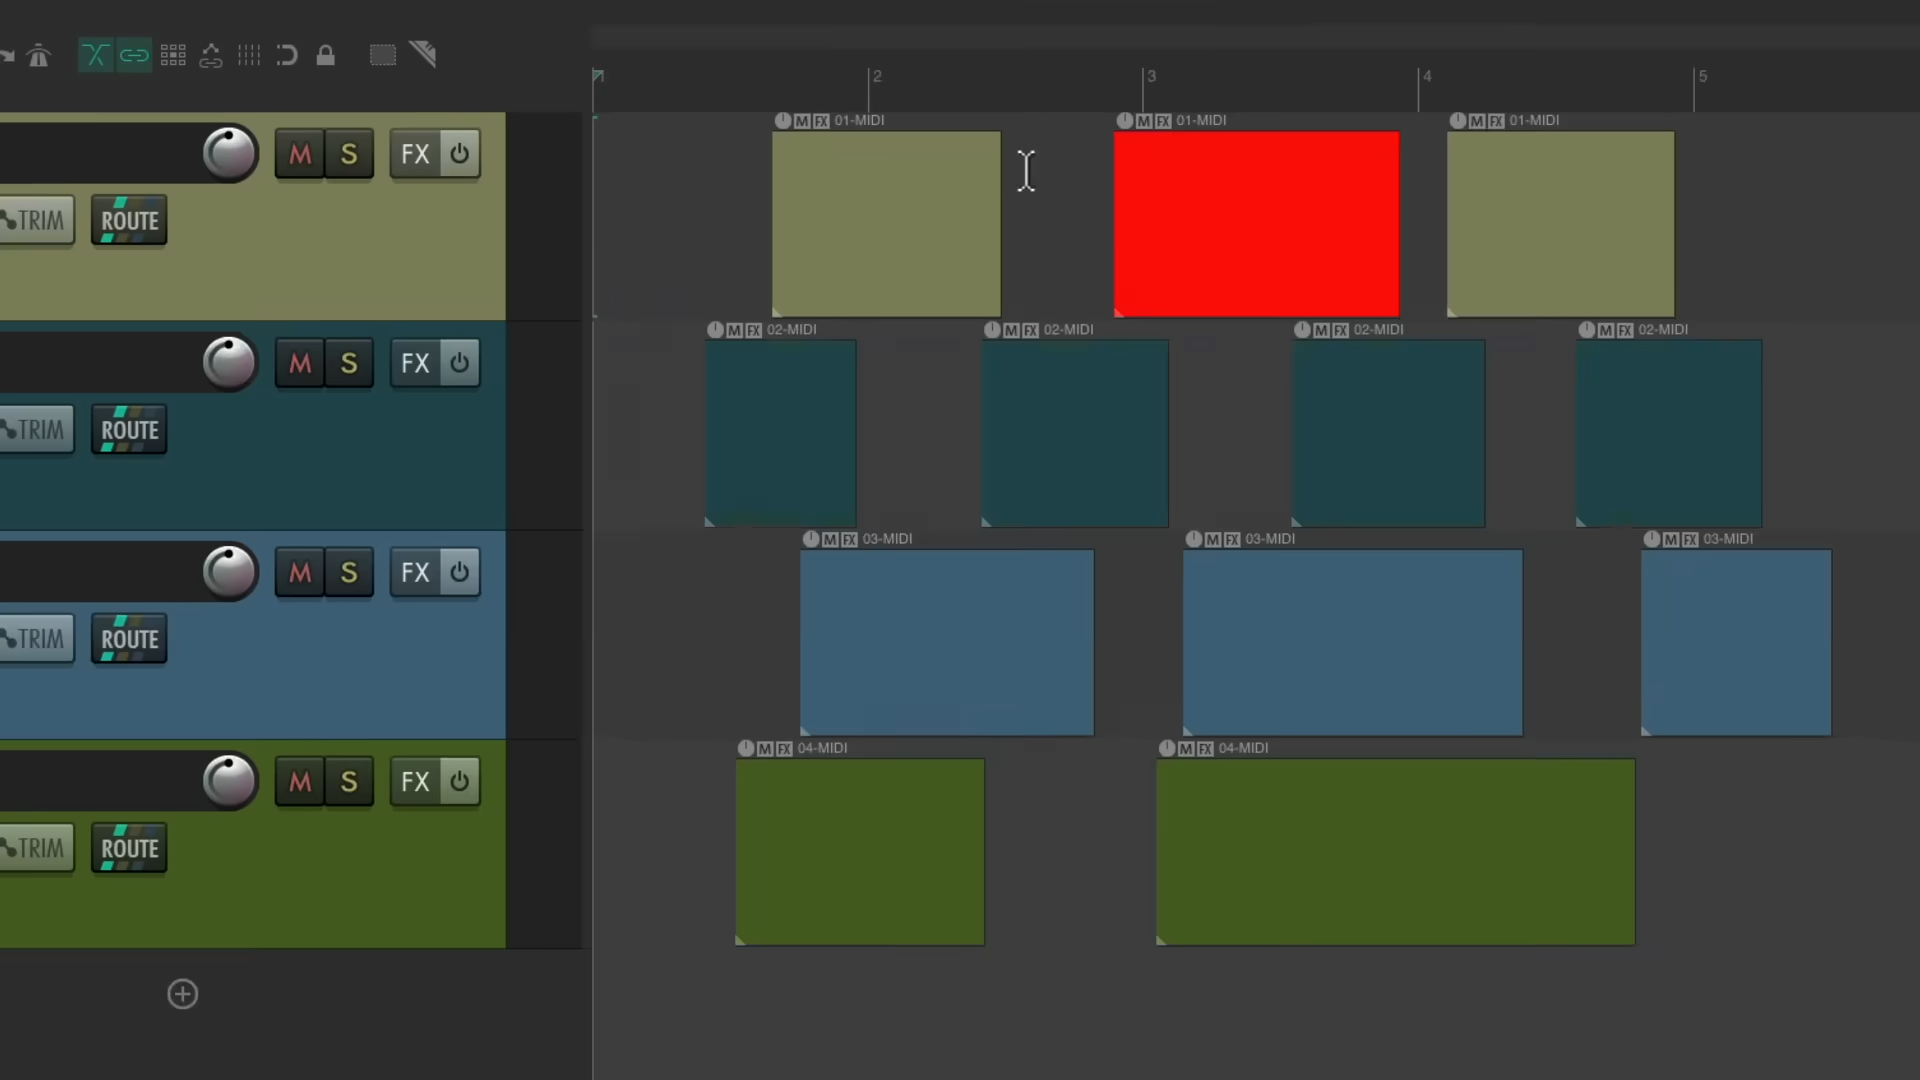 2 3 4 5
M FX 01-MIDI M FX 01-MIDI M FX 01-MIDI
M S FX
TRIM ROUTE
M FX 02-MIDI M FX 02-MIDI M FX 02-MIDI M FX 02-MIDI
M S FX
TRIM ROUTE
M FX 03-MIDI M FX 03-MIDI M FX 03-MIDI
M S FX
TRIM ROUTE
M FX 04-MIDI M FX 04-MIDI
M S FX
TRIM ROUTE